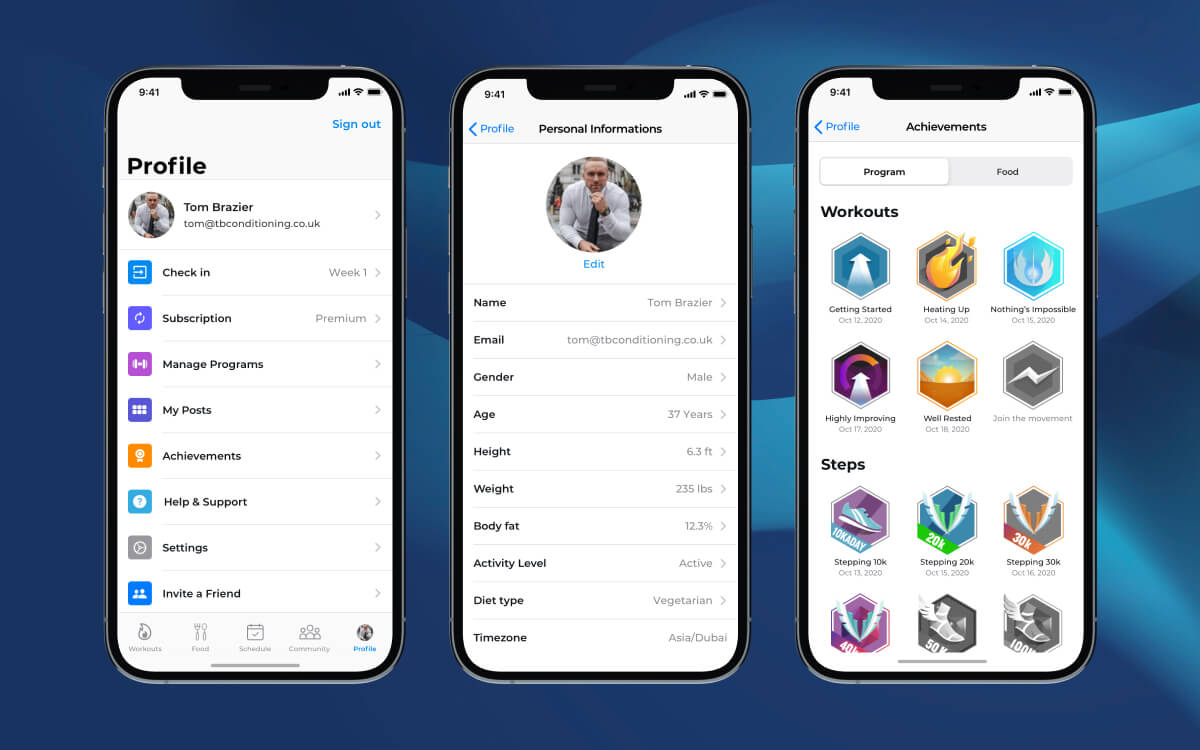 9:41
Sign out
Profile
Tom Brazier
tom@tbconditioning.co.uk
Check in Week 1
Subscription Premium
Manage Programs
My Posts
Achievements
Help & Support
Settings
Invite a Friend
Workouts Food Schedule Community Profile
9:41
Profile Personal Informations
Edit
Name Tom Brazier
Email tom@tbconditioning.co.uk
Gender Male
Age 37 Years
Height 6.3 ft
Weight 235 lbs
Body fat 12.3%
Activity Level Active
Diet type Vegetarian
Timezone Asia/Dubai
9:41
Profile Achievements
Program Food
Workouts
Getting Started Heating Up Nothing's Impossible
Oct 12, 2020 Oct 14, 2020 Oct 15, 2020
Highly Improving Well Rested Join the movement
Oct 17, 2020 Oct 18, 2020
Steps
10KADAY 20k 30k
Stepping 10k Stepping 20k Stepping 30k
Oct 13, 2020 Oct 15, 2020 Oct 16, 2020
40k 50K 100K